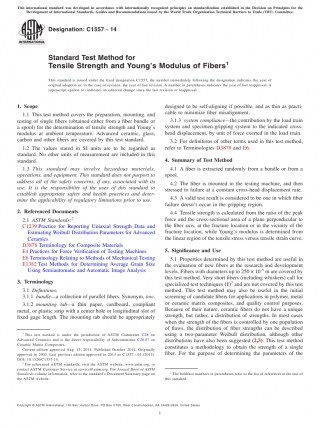 This international standard was developed in accordance with internationally recognized principles on standardization established in the Decision on Principles for the
Development of International Standards, Guides and Recommendations issued by the World Trade Organization Technical Barriers to Trade (TBT) Committee.
Designation: C1557 − 14
INTERNATIONAL
Standard Test Method for
Tensile Strength and Young's Modulus of Fibers1
This standard is issued under the fixed designation C1557; the number immediately following the designation indicates the year of
original adoption or, in the case of revision, the year of last revision. A number in parentheses indicates the year of last reapproval. A
superscript epsilon (ε) indicates an editorial change since the last revision or reapproval.
1. Scope
1.1 This test method covers the preparation, mounting, and
testing of single fibers (obtained either from a fiber bundle or
a spool) for the determination of tensile strength and Young's
modulus at ambient temperature. Advanced ceramic, glass,
carbon and other fibers are covered by this test standard.
1.2 The values stated in SI units are to be regarded as
standard. No other units of measurement are included in this
standard.
1.3 This standard may involve hazardous materials,
operations, and equipment. This standard does not purport to
address all of the safety concerns, if any, associated with its
use. It is the responsibility of the user of this standard to
establish appropriate safety and health practices and deter-
mine the applicability of regulatory limitations prior to use.
2. Referenced Documents
2.1 ASTM Standards:2
C1239 Practice for Reporting Uniaxial Strength Data and
Estimating Weibull Distribution Parameters for Advanced
Ceramics
D3878 Terminology for Composite Materials
E4 Practices for Force Verification of Testing Machines
E6 Terminology Relating to Methods of Mechanical Testing
E1382 Test Methods for Determining Average Grain Size
Using Semiautomatic and Automatic Image Analysis
3. Terminology
3.1 Definitions:
3.1.1 bundle—a collection of parallel fibers. Synonym, tow.
3.1.2 mounting tab—a thin paper, cardboard, compliant
metal, or plastic strip with a center hole or longitudinal slot of
fixed gage length. The mounting tab should be appropriately
1 This test method is under the jurisdiction of ASTM Committee C28 on
Advanced Ceramics and is the direct responsibility of Subcommittee C28.07 on
Ceramic Matrix Composites.
Current edition approved Aug. 15, 2014. Published October 2014. Originally
approved in 2003. Last previous edition approved in 2013 as C1557 – 03 (2013).
DOI: 10.1520/C1557-14.
2 For referenced ASTM standards, visit the ASTM website, www.astm.org, or
contact ASTM Customer Service at service@astm.org. For Annual Book of ASTM
Standards volume information, refer to the standard's Document Summary page on
the ASTM website.
designed to be self-aligning if possible, and as thin as practi-
cable to minimize fiber misalignment.
3.1.3 system compliance—the contribution by the load train
system and specimen-gripping system to the indicated cross-
head displacement, by unit of force exerted in the load train.
3.2 For definitions of other terms used in this test method,
refer to Terminologies D3878 and E6.
4. Summary of Test Method
4.1 A fiber is extracted randomly from a bundle or from a
spool.
4.2 The fiber is mounted in the testing machine, and then
stressed to failure at a constant cross-head displacement rate.
4.3 A valid test result is considered to be one in which fiber
failure doesn't occur in the gripping region.
4.4 Tensile strength is calculated from the ratio of the peak
force and the cross-sectional area of a plane perpendicular to
the fiber axis, at the fracture location or in the vicinity of the
fracture location, while Young's modulus is determined from
the linear region of the tensile stress versus tensile strain curve.
5. Significance and Use
5.1 Properties determined by this test method are useful in
the evaluation of new fibers at the research and development
levels. Fibers with diameters up to 250 × 10-6 m are covered by
this test method. Very short fibers (including whiskers) call for
specialized test techniques (1)3 and are not covered by this test
method. This test method may also be useful in the initial
screening of candidate fibers for applications in polymer, metal
or ceramic matrix composites, and quality control purposes.
Because of their nature, ceramic fibers do not have a unique
strength, but rather, a distribution of strengths. In most cases
when the strength of the fibers is controlled by one population
of flaws, the distribution of fiber strengths can be described
using a two-parameter Weibull distribution, although other
distributions have also been suggested (2,3). This test method
constitutes a methodology to obtain the strength of a single
fiber. For the purpose of determining the parameters of the
3 The boldface numbers in parentheses refer to the list of references at the end of
this standard.
Copyright © ASTM International, 100 Barr Harbor Drive, PO Box C700, West Conshohocken, PA 19428-2959. United States
1